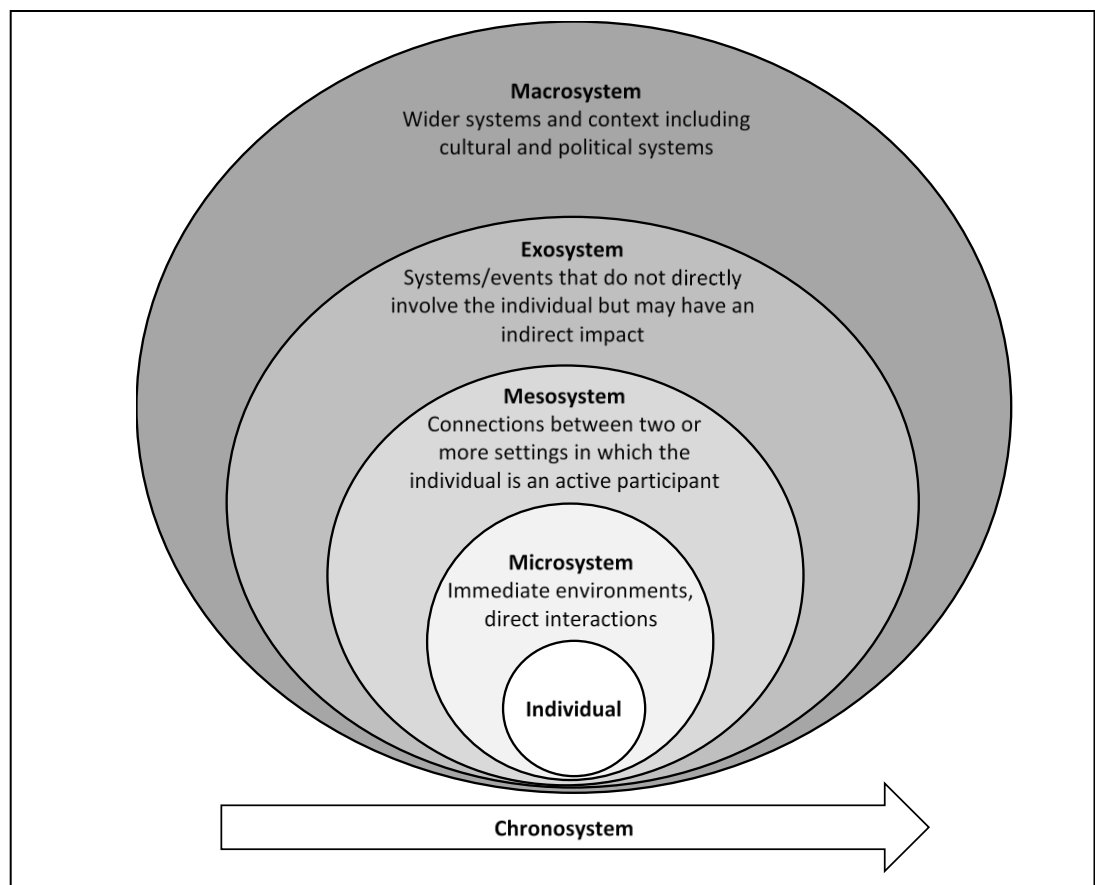 Macrosystem
Wider systems and context including
cultural and political systems
Exosystem
Systems/events that do not directly
involve the individual but may have an
indirect impact
Mesosystem
Connections between two or
more settings in which the
individual is an active participant
Microsystem
Immediate environments,
direct interactions
Individual
Chronosystem